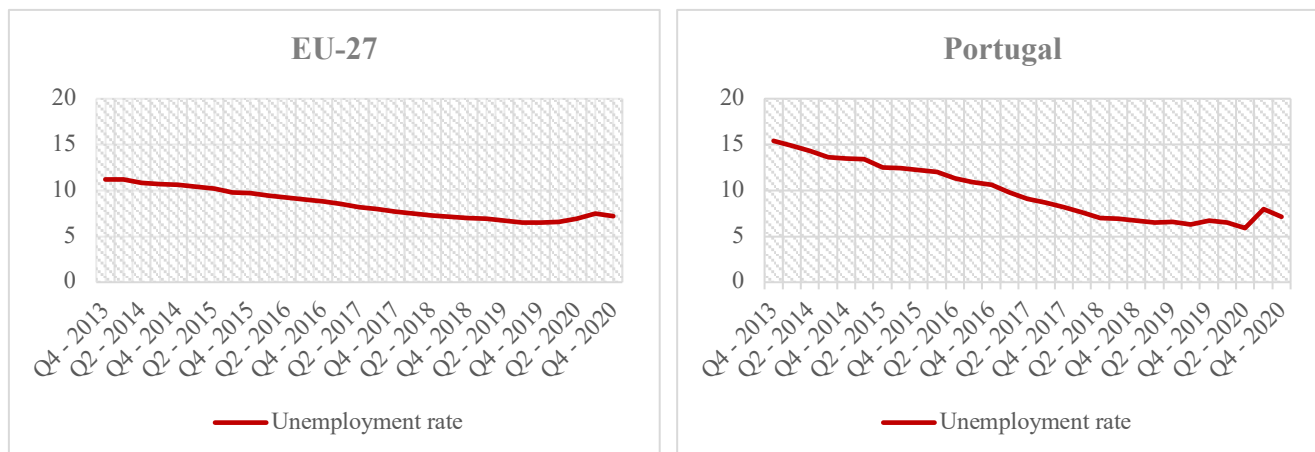 EU-27
20
15
10
5
0
Q4 - 2013
Q2 - 2014
Q4 - 2014
Q2 - 2015
Q4 - 2015
Q2 - 2016
Q4 - 2016
Q2 - 2017
Q4 - 2017
Q2 - 2018
Q4 - 2018
Q2 - 2019
Q4 - 2019
Q2 - 2020
Q4 - 2020
Unemployment rate
Portugal
20
15
10
5
0
Q4 - 2013
Q2 - 2014
Q4 - 2014
Q2 - 2015
Q4 - 2015
Q2 - 2016
Q4 - 2016
Q2 - 2017
Q4 - 2017
Q2 - 2018
Q4 - 2018
Q2 - 2019
Q4 - 2019
Q2 - 2020
Q4 - 2020
Unemployment rate